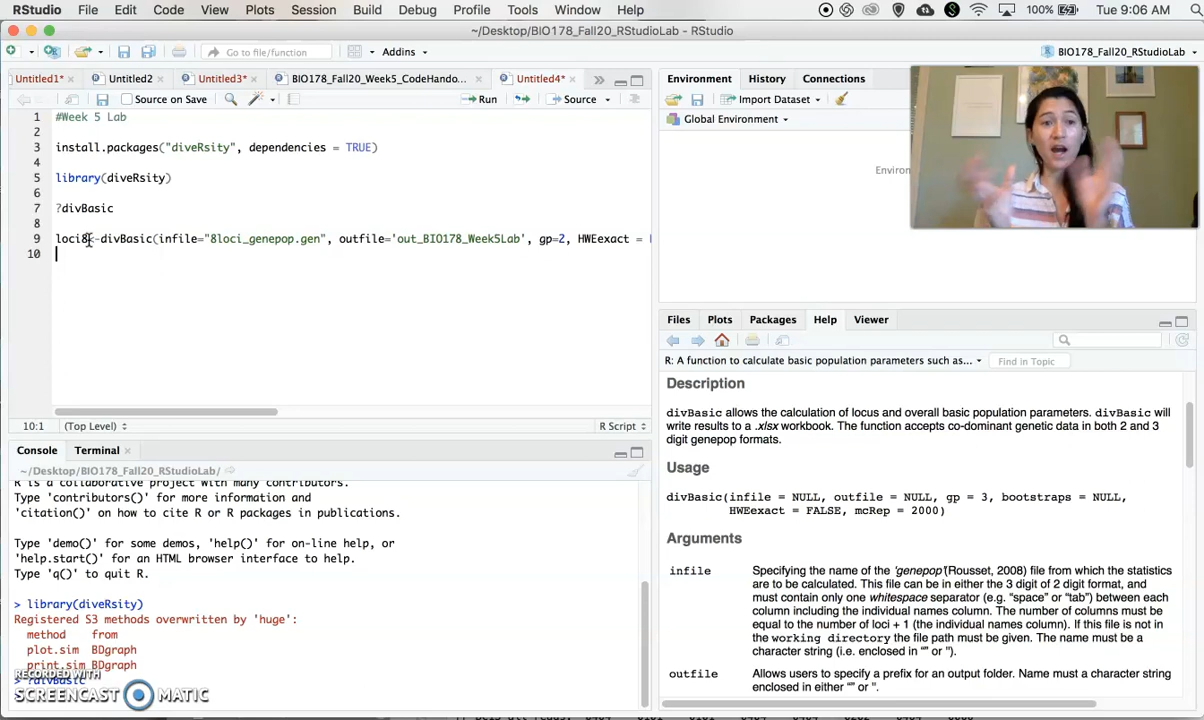 RStudio File Edit Code View Plots Session Build Debug Profile Tools Window Help 100% Tue 9:06 AM
~/Desktop/BIO178_Fall20_RStudioLab - RStudio
Go to file/function Addins BIO178_Fall20_RStudioLab
Untitled1* Untitled2 Untitled3* BIO178_Fall20_Week5_CodeHando... Untitled4*
Source on Save Run Source
1 #Week 5 Lab
2
3 install.packages("diveRsity", dependencies = TRUE)
4
5 library(diveRsity)
6
7 ?divBasic
8
9 loci8<-divBasic(infile="8loci_genepop.gen", outfile='out_BIO178_Week5Lab', gp=2, HWEexact =
10
10:1 (Top Level) R Script
Console Terminal
~/Desktop/BIO178_Fall20_RStudioLab/
R is a collaborative project with many contributors.
Type 'contributors()' for more information and
'citation()' on how to cite R or R packages in publications.
Type 'demo()' for some demos, 'help()' for on-line help, or
'help.start()' for an HTML browser interface to help.
Type 'q()' to quit R.
> library(diveRsity)
Registered S3 methods overwritten by 'huge':
method from
plot.sim BDgraph
print.sim BDgraph
> ?divBasic
>
RECORDED WITH
SCREENCAST MATIC
Environment History Connections
Import Dataset
Global Environment
Environ
Files Plots Packages Help Viewer
R: A function to calculate basic population parameters such as... Find in Topic
Description
divBasic allows the calculation of locus and overall basic population parameters. divBasic will
write results to a .xlsx workbook. The function accepts co-dominant genetic data in both 2 and 3
digit genepop formats.
Usage
divBasic(infile = NULL, outfile = NULL, gp = 3, bootstraps = NULL,
HWEexact = FALSE, mcRep = 2000)
Arguments
infile Specifying the name of the 'genepop' (Rousset, 2008) file from which the statistics
are to be calculated. This file can be in either the 3 digit of 2 digit format, and
must contain only one whitespace separator (e.g. “space” or “tab”) between each
column including the individual names column. The number of columns must be
equal to the number of loci + 1 (the individual names column). If this file is not in
the working directory the file path must be given. The name must be a
character string (i.e. enclosed in “” or ’’).
outfile Allows users to specify a prefix for an output folder. Name must a character string
enclosed in either “” or ’’.